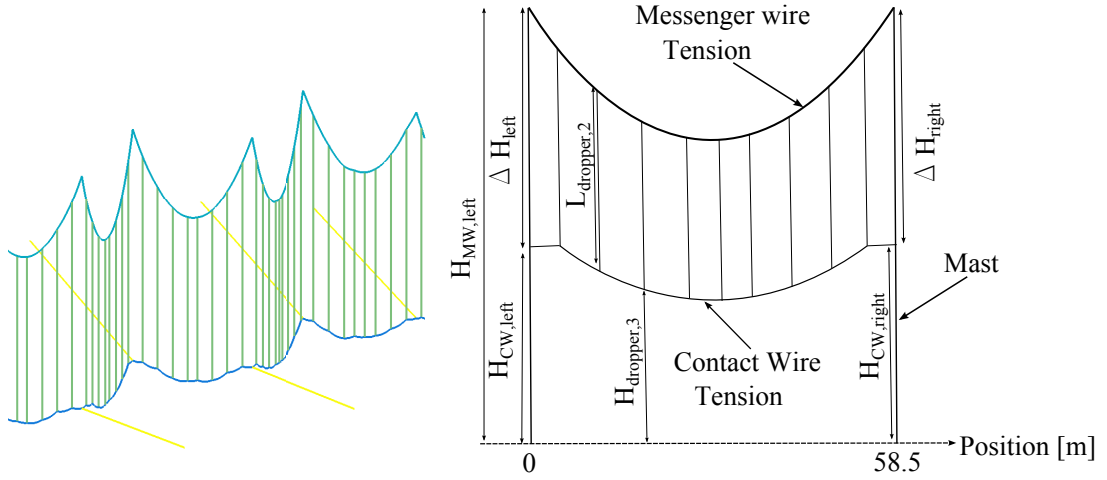 Messenger wire
Tension
H_MW,left
Δ H_left
H_CW,left
L_dropper,2
H_dropper,3
Δ H_right
H_CW,right
Mast
Contact Wire
Tension
Position [m]
0
58.5